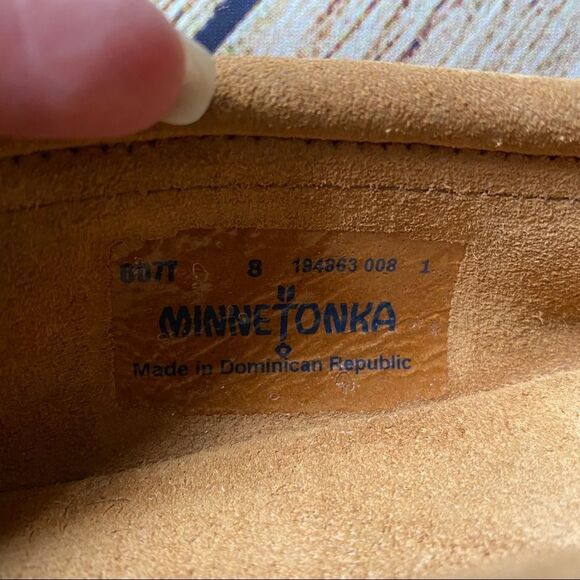 8 194863 008 1
MINNETONKA
Made in Dominican Republic